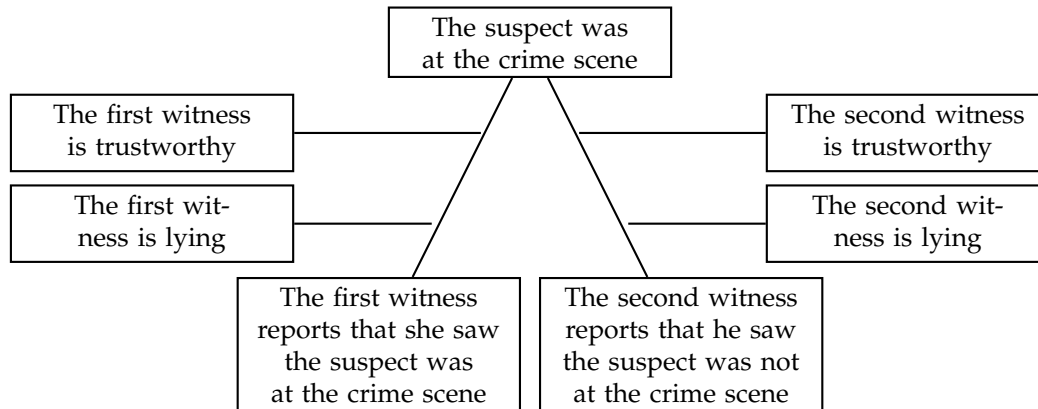 The suspect was
at the crime scene
The first witness
is trustworthy
The second witness
is trustworthy
The first wit-
ness is lying
The second wit-
ness is lying
The first witness
reports that she saw
the suspect was
at the crime scene
The second witness
reports that he saw
the suspect was not
at the crime scene